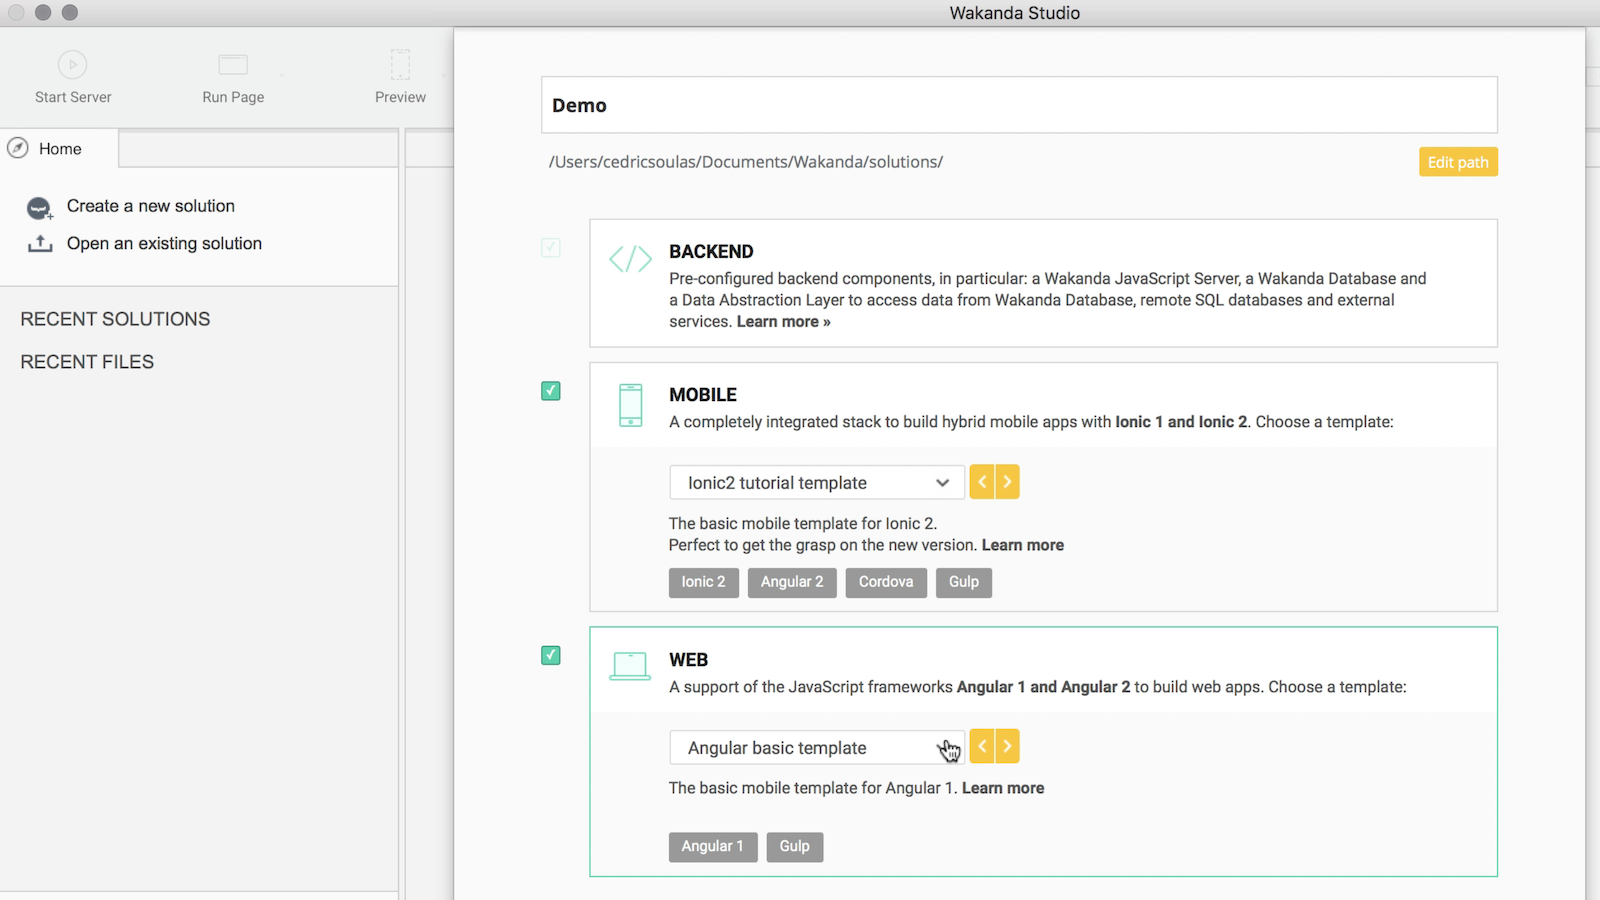 Wakanda Studio
Start Server
Run Page
Preview
Home
Create a new solution
Open an existing solution
RECENT SOLUTIONS
RECENT FILES
Demo
/Users/cedricsoulas/Documents/Wakanda/solutions/
Edit path
BACKEND
Pre-configured backend components, in particular: a Wakanda JavaScript Server, a Wakanda Database and
a Data Abstraction Layer to access data from Wakanda Database, remote SQL databases and external
services. Learn more »
MOBILE
A completely integrated stack to build hybrid mobile apps with Ionic 1 and Ionic 2. Choose a template:
Ionic2 tutorial template
The basic mobile template for Ionic 2.
Perfect to get the grasp on the new version. Learn more
Ionic 2
Angular 2
Cordova
Gulp
WEB
A support of the JavaScript frameworks Angular 1 and Angular 2 to build web apps. Choose a template:
Angular basic template
The basic mobile template for Angular 1. Learn more
Angular 1
Gulp